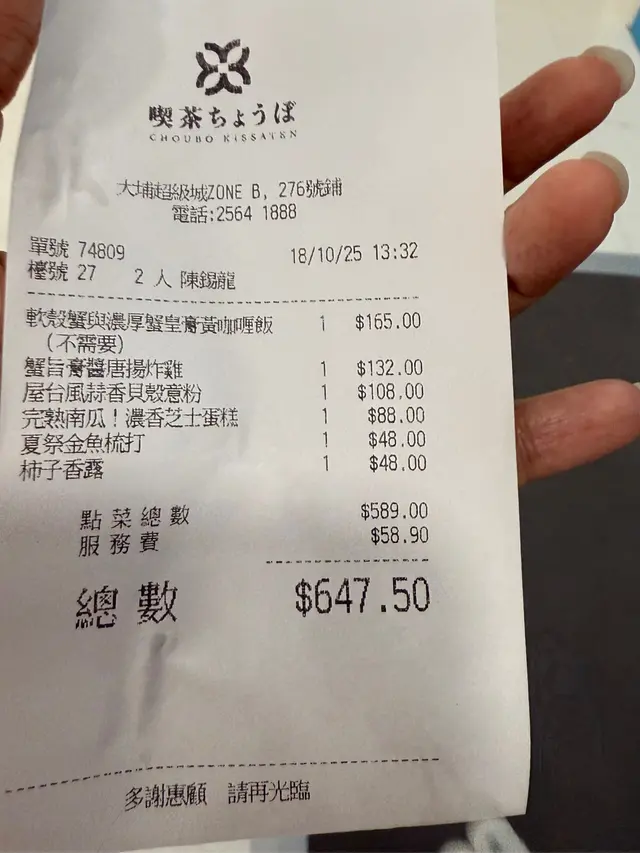 喫茶ちょうぼ
CHOUBO KISSATEN
大埔超級城ZONE B, 276號鋪
電話:2564 1888
單號 74809 18/10/25 13:32
檯號 27 2 人 陳錫龍
軟殼蟹與濃厚蟹皇膏黃咖喱飯 1 $165.00
(不需要)
蟹旨膏醬唐揚炸雞 1 $132.00
屋台風蒜香貝殼意粉 1 $108.00
完熟南瓜！濃香芝士蛋糕 1 $88.00
夏祭金魚梳打 1 $48.00
柿子香露 1 $48.00
點菜總數 $589.00
服務費 $58.90
總數 $647.50
多謝惠顧 請再光臨